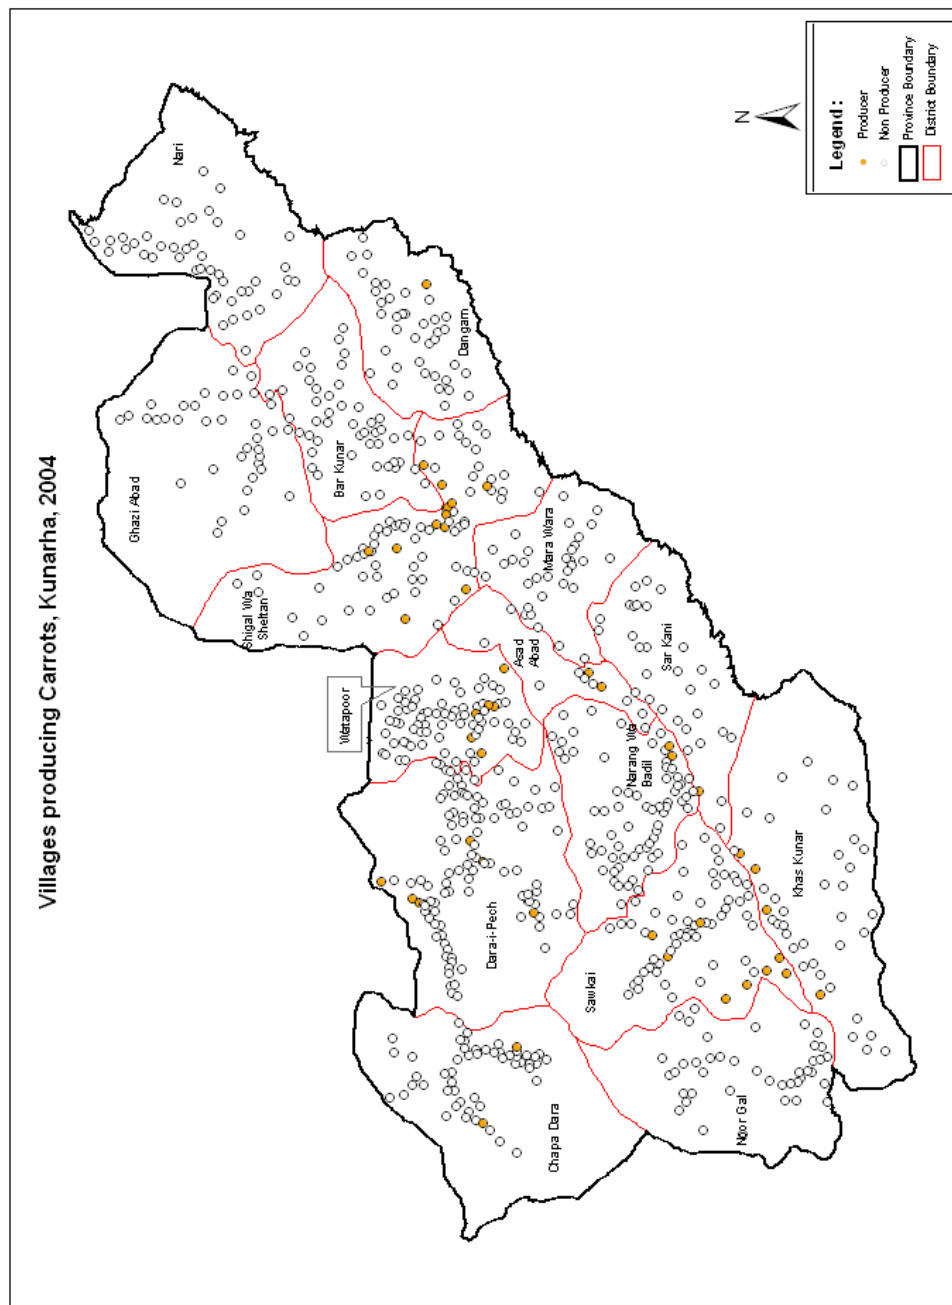 Villages producing Carrots, Kunarha, 2004
Nari
Ghazi Abad
Bar Kunar
Dangam
Shigal Wa
Sheltan
Watapoor
Asad
Abad
Mara Wara
Sar Kani
Narang Wa
Badil
Dara-i-Pech
Sawkai
Khas Kunar
Chapa Dara
Noor Gal
N
Legend:
Producer
Non Producer
Province Boundary
District Boundary